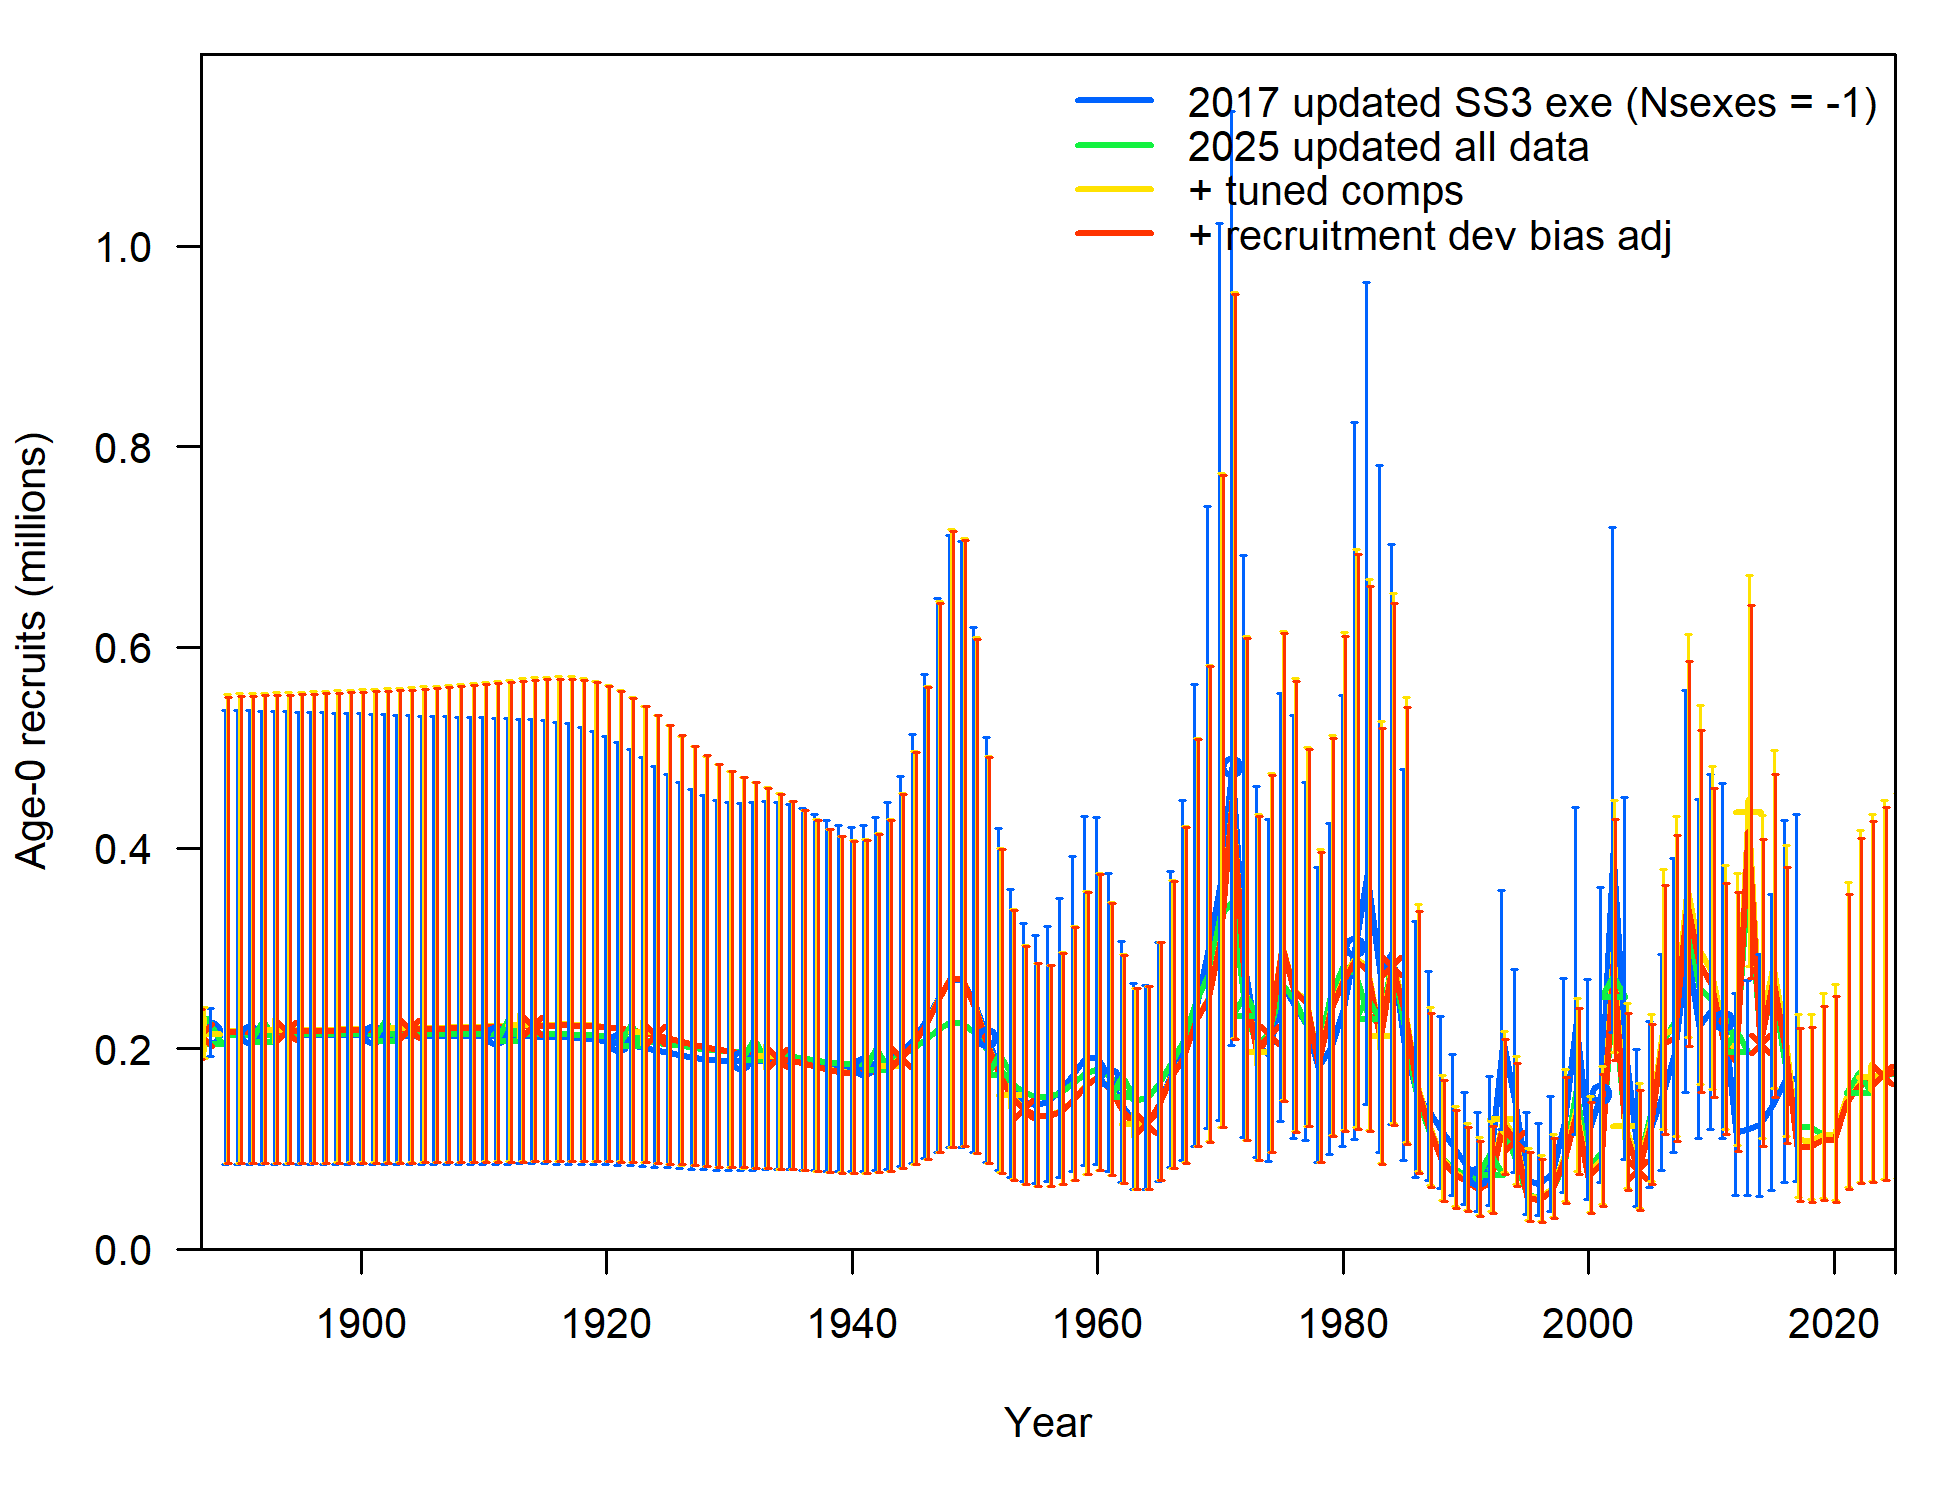 2017 updated SS3 exe (Nsexes = -1)
2025 updated all data
+ tuned comps
+ recruitment dev bias adj
Age-0 recruits (millions)
1.0
0.8
0.6
0.4
0.2
0.0
1900 1920 1940 1960 1980 2000 2020
Year